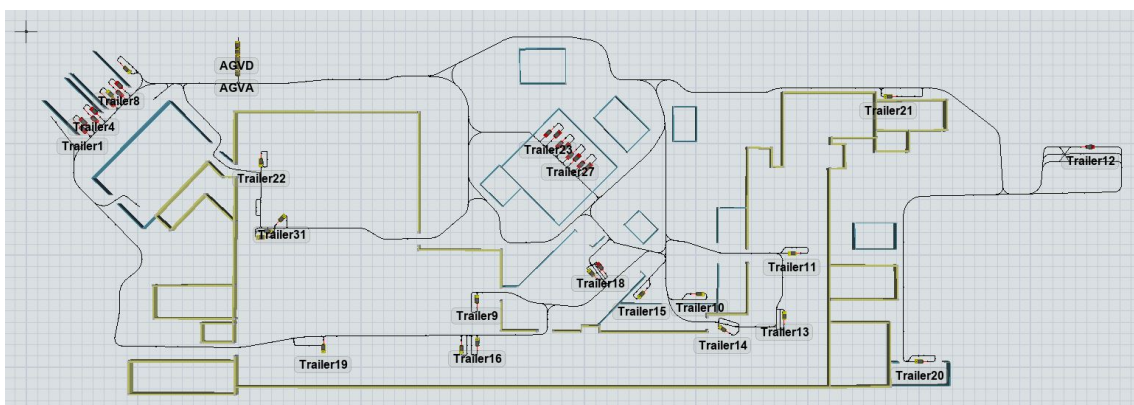 AGVD
AGVA
Trailer8
Trailer4
Trailer1
Trailer21
Trailer23
Trailer12
Trailer27
Trailer22
Trailer31
Trailer11
Trailer18
Trailer15
Trailer10
Trailer9
Trailer13
Trailer14
Trailer16
Trailer19
Trailer20